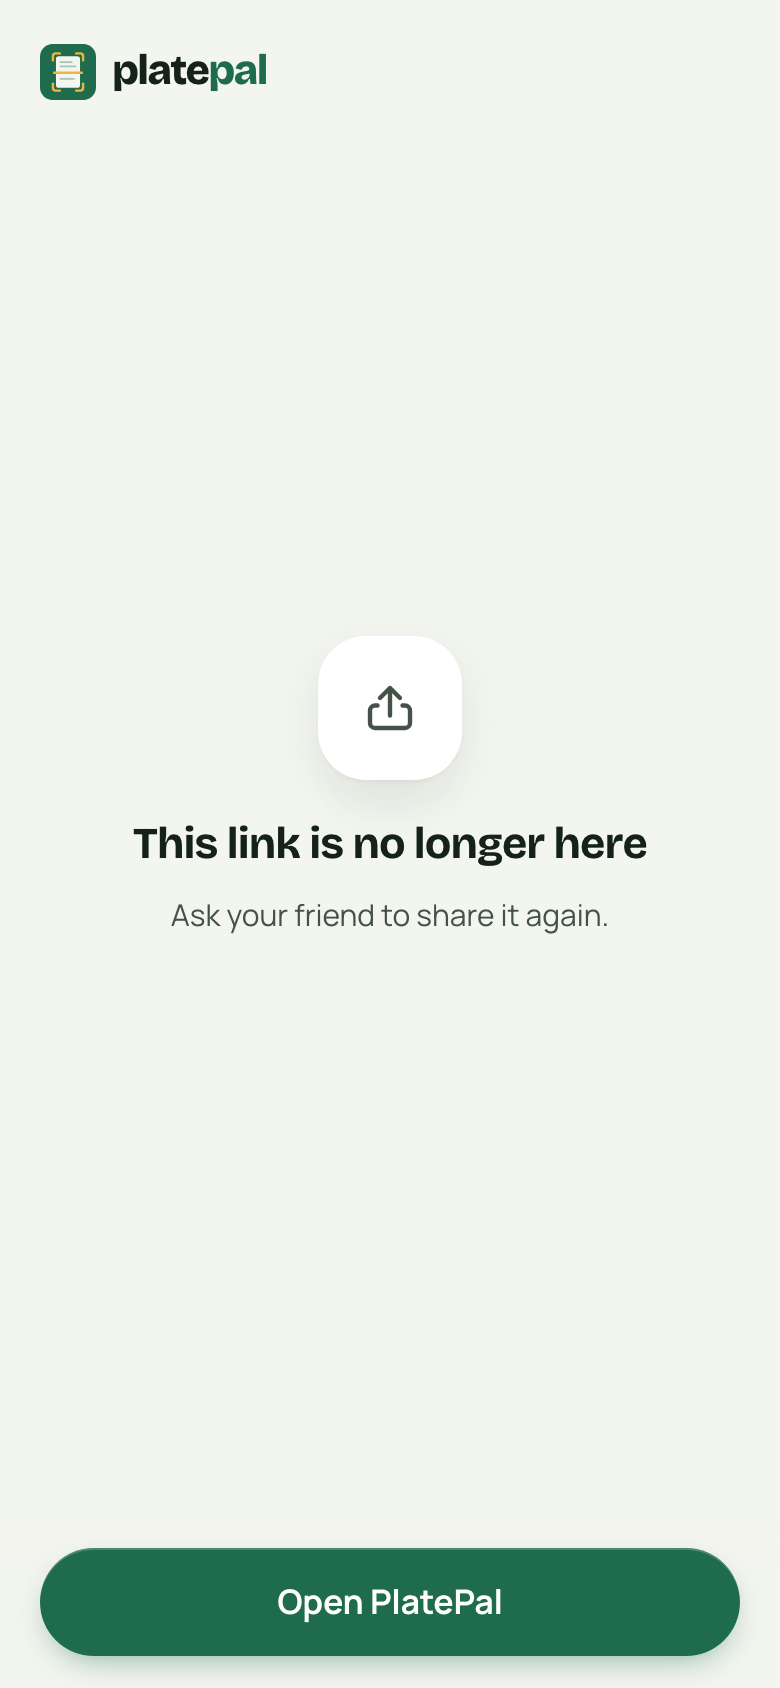 platepal
This link is no longer here
Ask your friend to share it again.
Open PlatePal